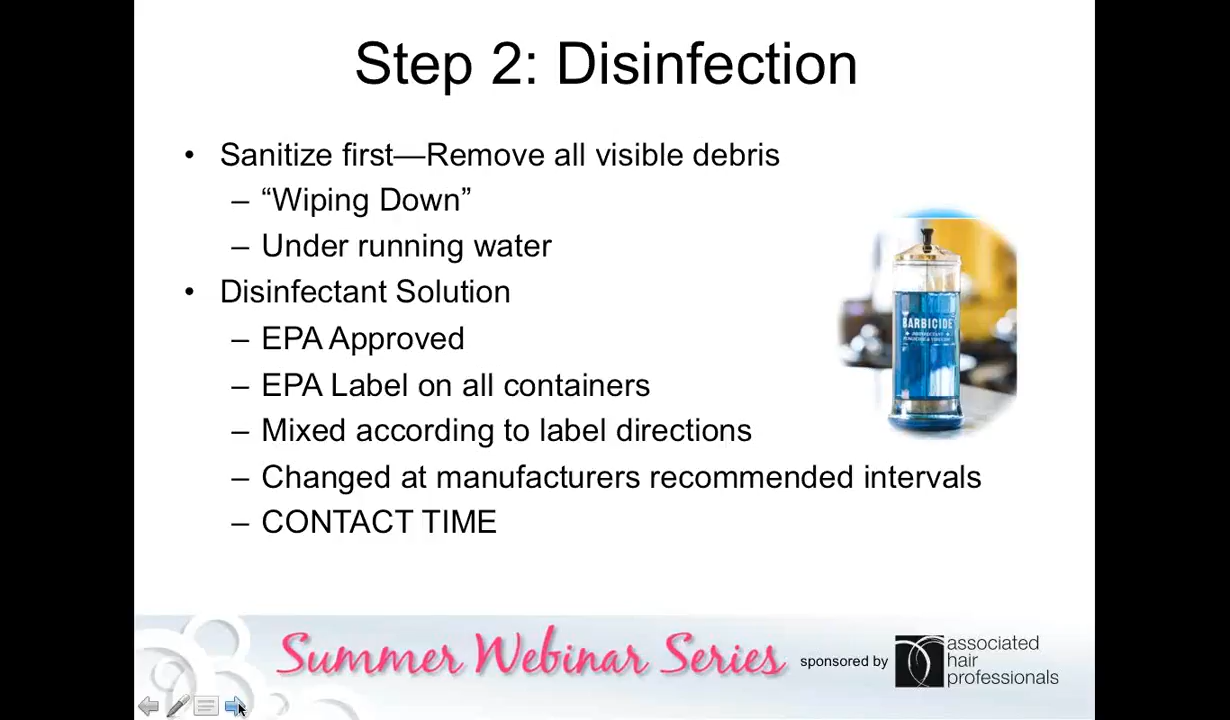 Step 2: Disinfection
• Sanitize first—Remove all visible debris
– “Wiping Down”
– Under running water
• Disinfectant Solution
– EPA Approved
– EPA Label on all containers
– Mixed according to label directions
– Changed at manufacturers recommended intervals
– CONTACT TIME
BARBICIDE
Summer Webinar Series
sponsored by
associated
hair
professionals